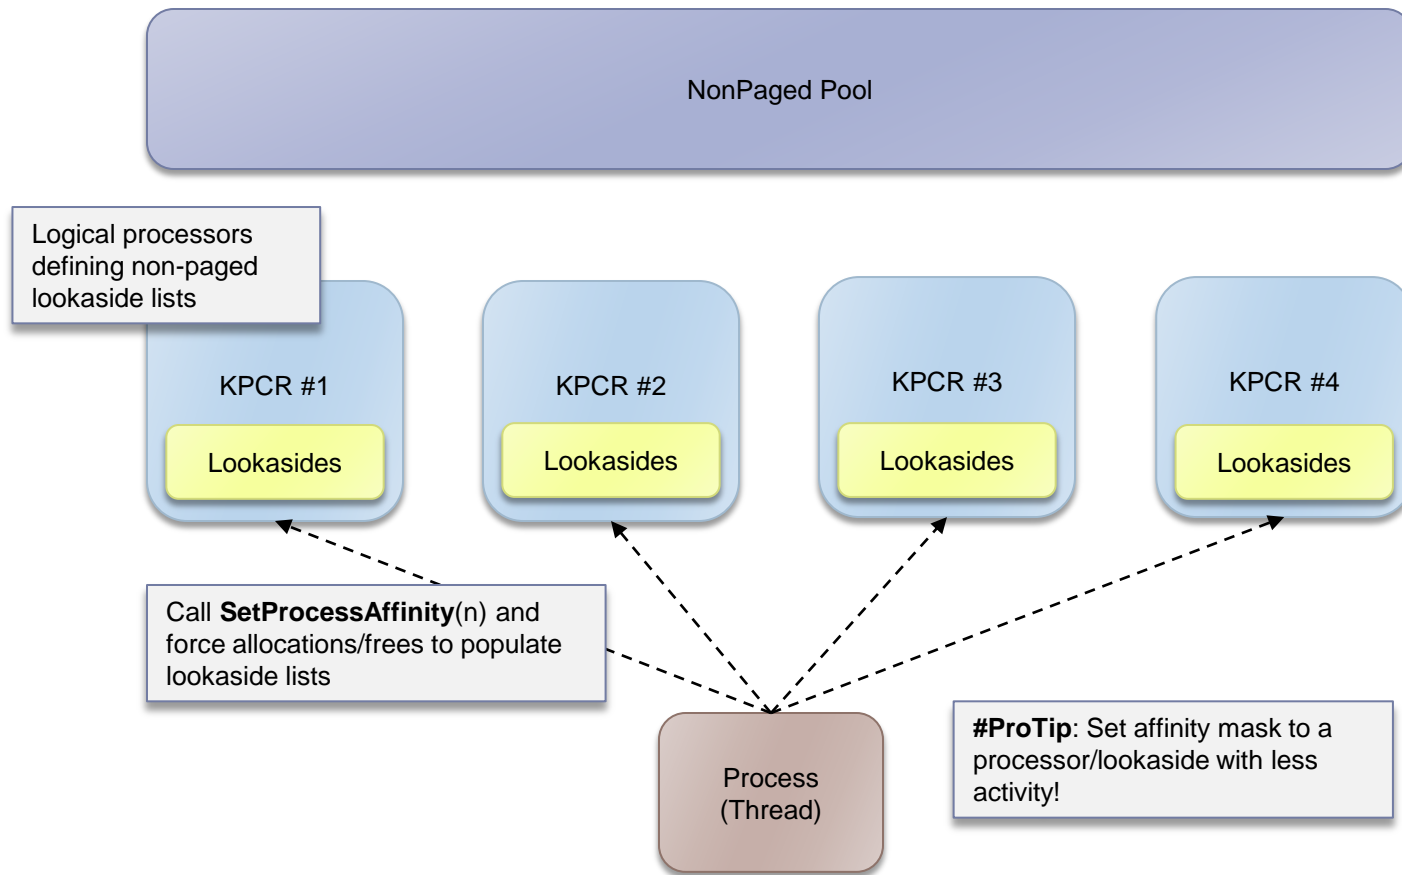 NonPaged Pool
Logical processors
defining non-paged
lookaside lists
KPCR #1
KPCR #2
KPCR #3
KPCR #4
Lookasides
Lookasides
Lookasides
Lookasides
Call SetProcessAffinity(n) and
force allocations/frees to populate
lookaside lists
#ProTip: Set affinity mask to a
processor/lookaside with less
activity!
Process
(Thread)